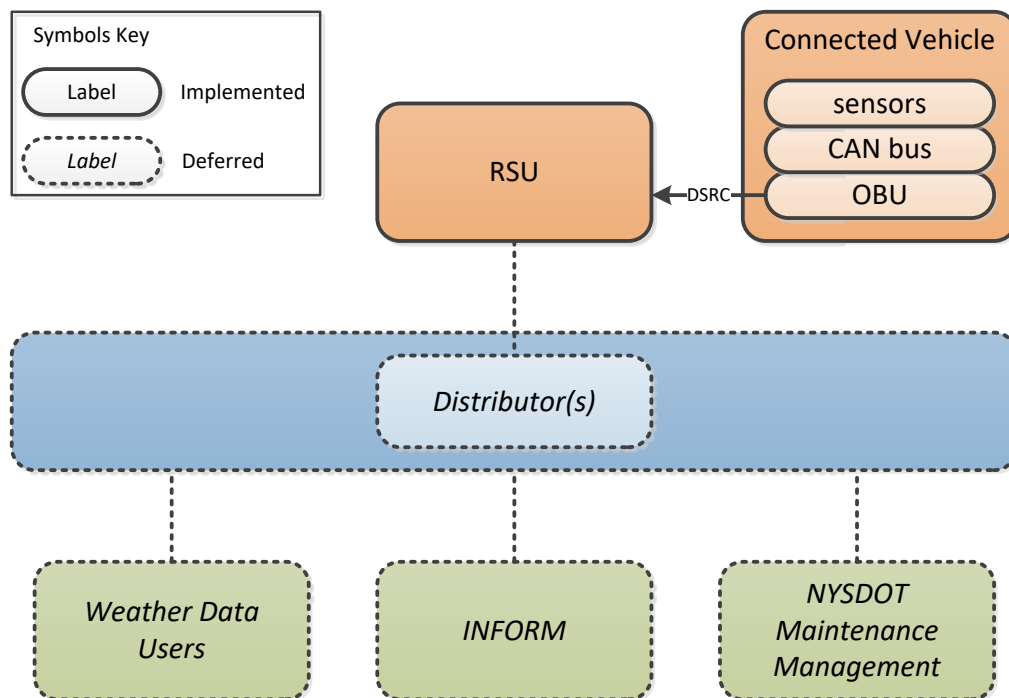 Symbols Key
Label
Implemented
Label
Deferred
Connected Vehicle
sensors
CAN bus
OBU
RSU
DSRC
Distributor(s)
Weather Data
Users
INFORM
NYSDOT
Maintenance
Management